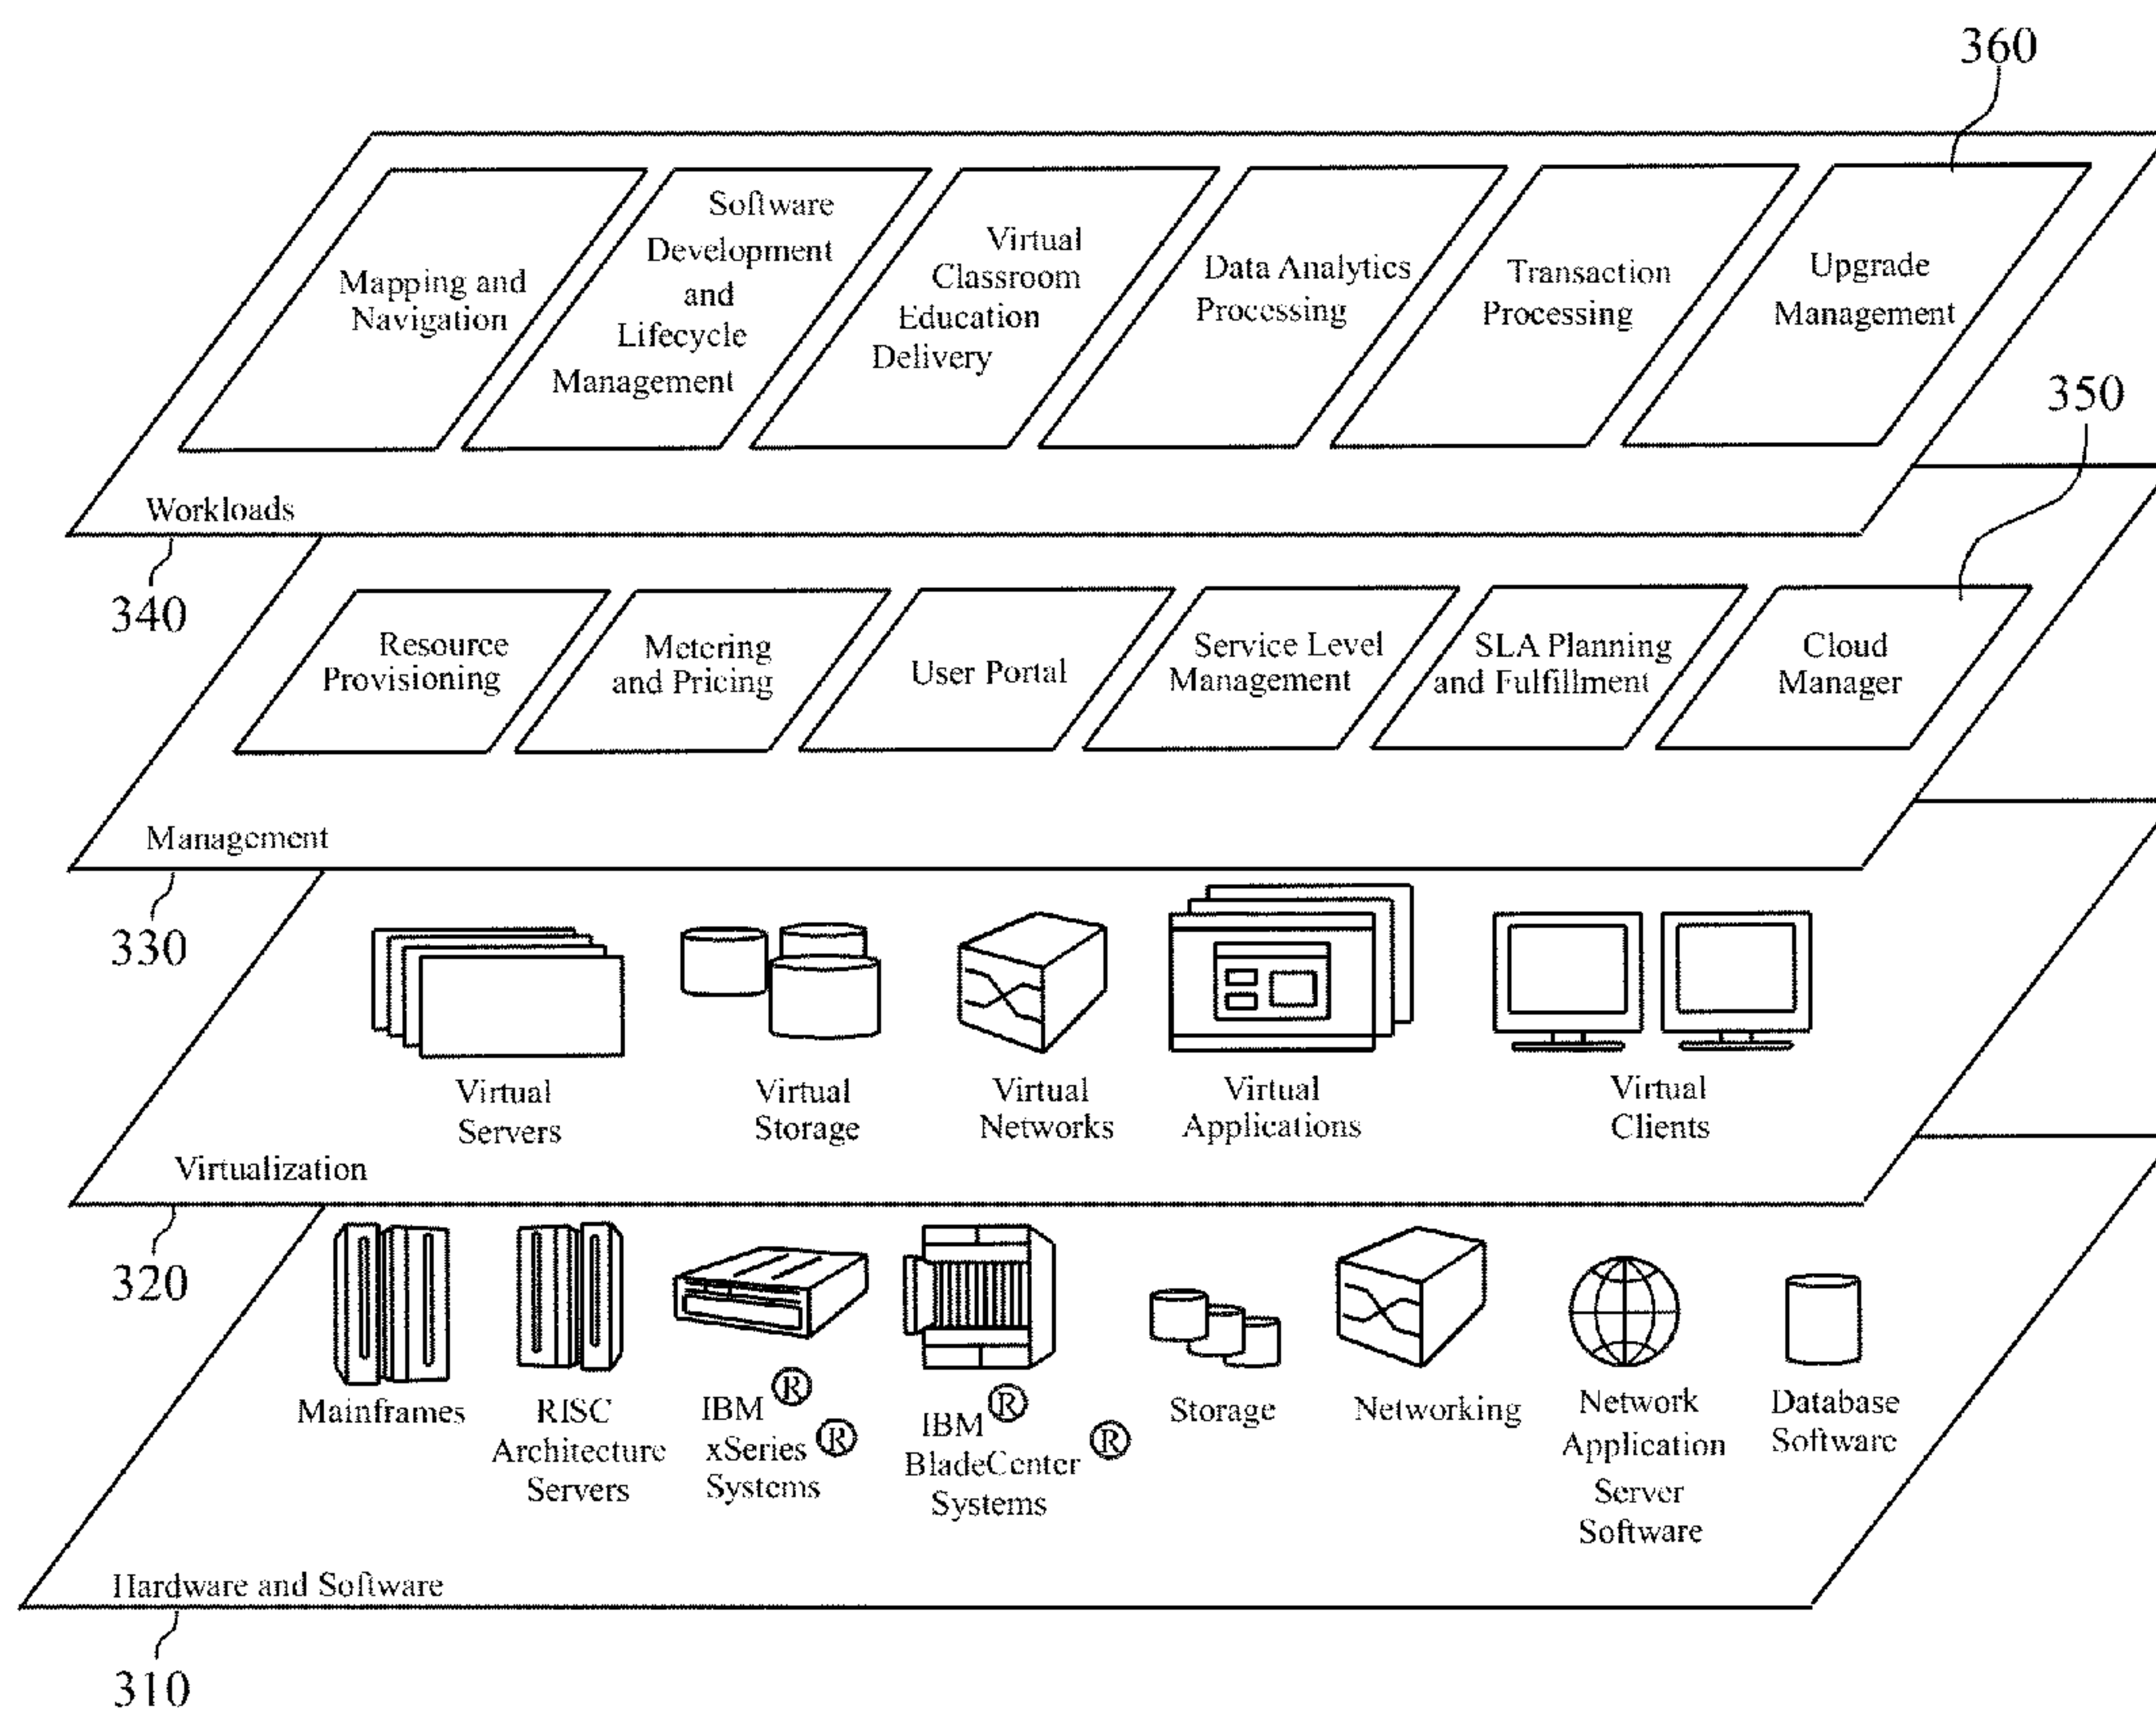 360
Mapping and
Navigation
Software
Development
and
Lifecycle
Management
Virtual
Classroom
Education
Delivery
Data Analytics
Processing
Transaction
Processing
Upgrade
Management
350
Workloads
340
Resource
Provisioning
Metering
and Pricing
User Portal
Service Level
Management
SLA Planning
and Fulfillment
Cloud
Manager
Management
330
Virtual
Servers
Virtual
Storage
Virtual
Networks
Virtual
Applications
Virtual
Clients
Virtualization
320
Mainframes
RISC
Architecture
Servers
IBM ®
xSeries ®
Systems
IBM ®
BladeCenter ®
Systems
Storage
Networking
Network
Application
Server
Software
Database
Software
Hardware and Software
310